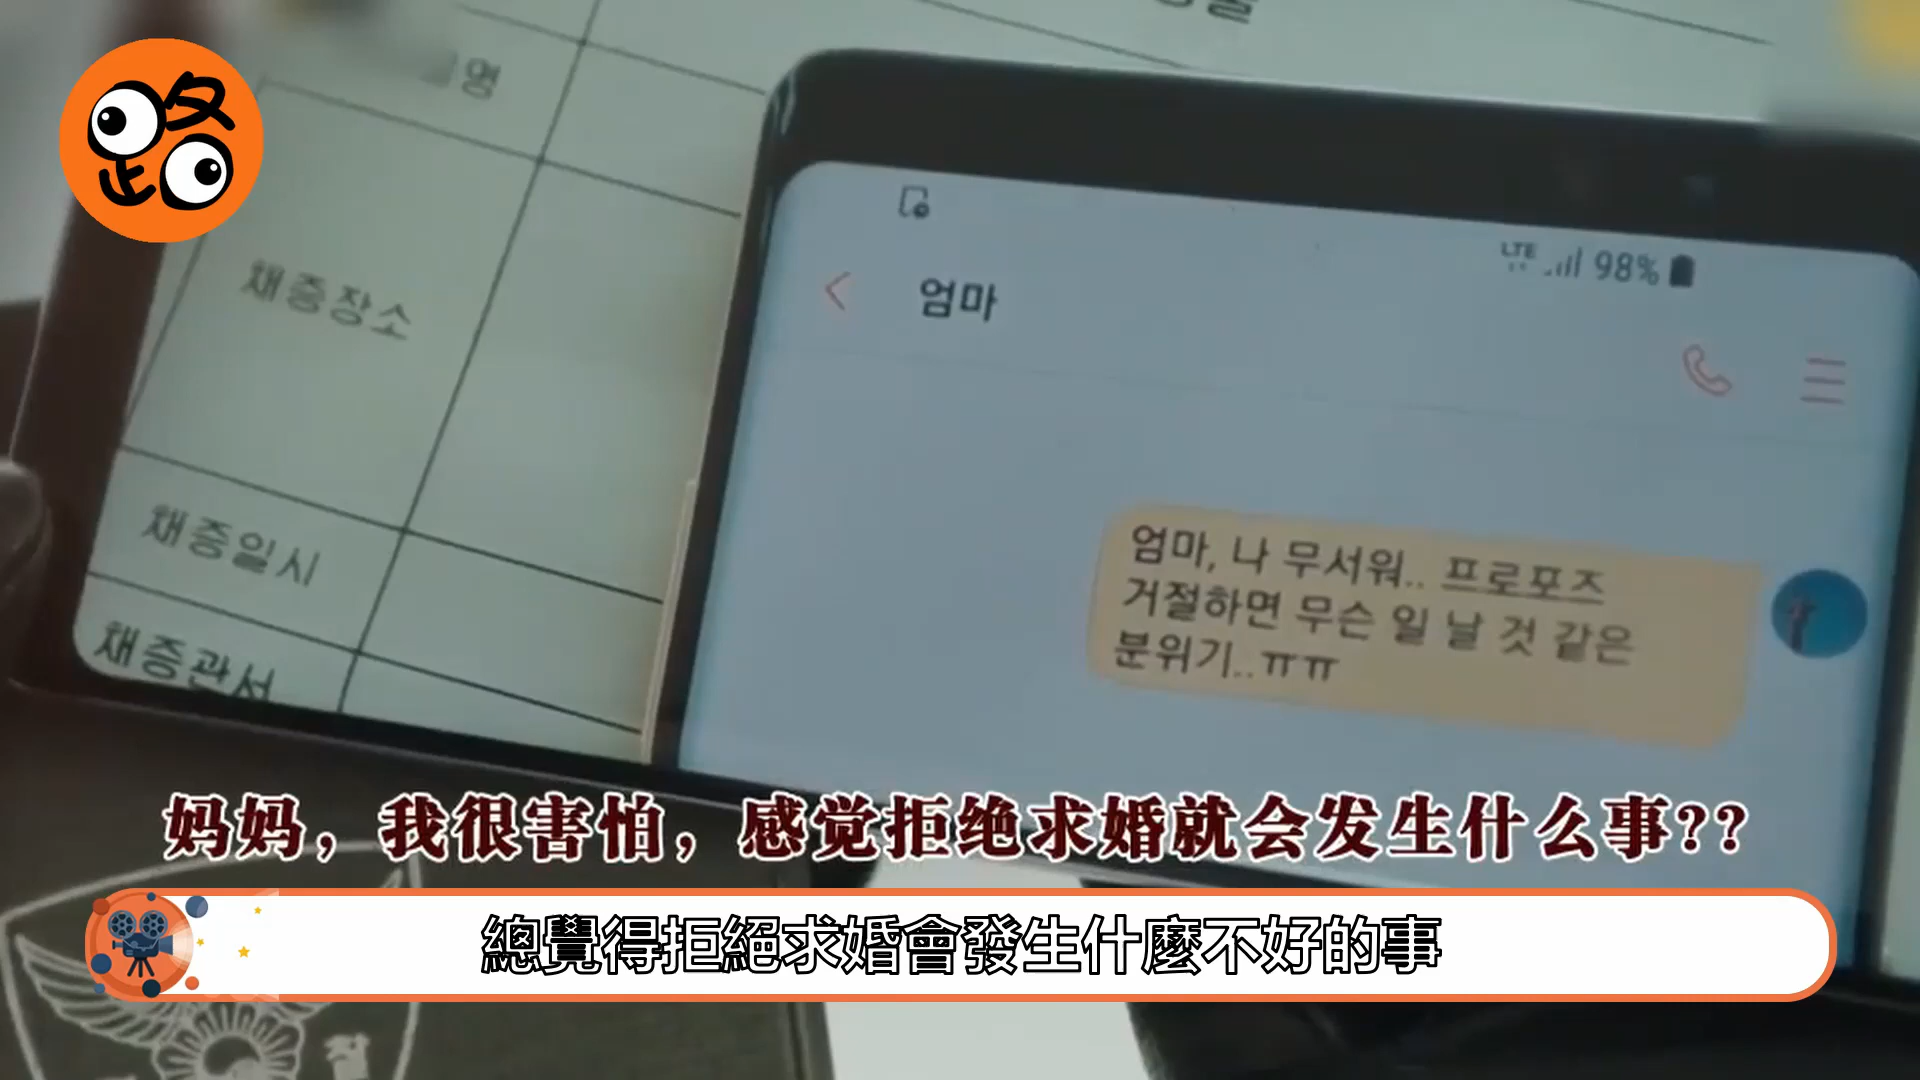 路
명
채증장소
채증일시
채증관서
LTE 98%
엄마
엄마, 나 무서워.. 프로포즈
거절하면 무슨 일 날 것 같은
분위기..ㅠㅠ
妈妈，我很害怕，感觉拒绝求婚就会发生什么事??
總覺得拒絕求婚會發生什麼不好的事